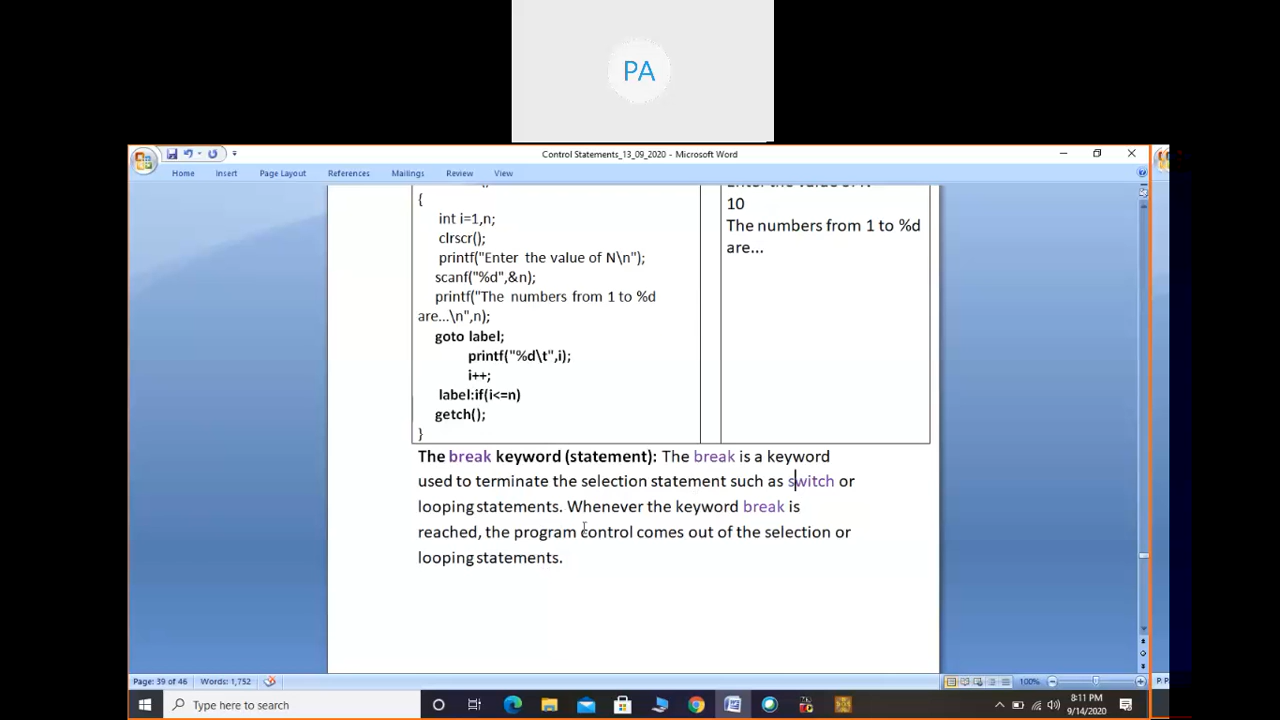 PA
Control Statements_13_09_2020 - Microsoft Word
Home Insert Page Layout References Mailings Review View
{
int i=1,n;
clrscr();
printf("Enter the value of N\n");
scanf("%d",&n);
printf("The numbers from 1 to %d
are...\n",n);
goto label;
printf("%d\t",i);
i++;
label:if(i<=n)
getch();
}
10
The numbers from 1 to %d
are...
The break keyword (statement): The break is a keyword
used to terminate the selection statement such as switch or
looping statements. Whenever the keyword break is
reached, the program control comes out of the selection or
looping statements.
Page: 39 of 46 Words: 1,752 100%
Type here to search
8:11 PM
9/14/2020